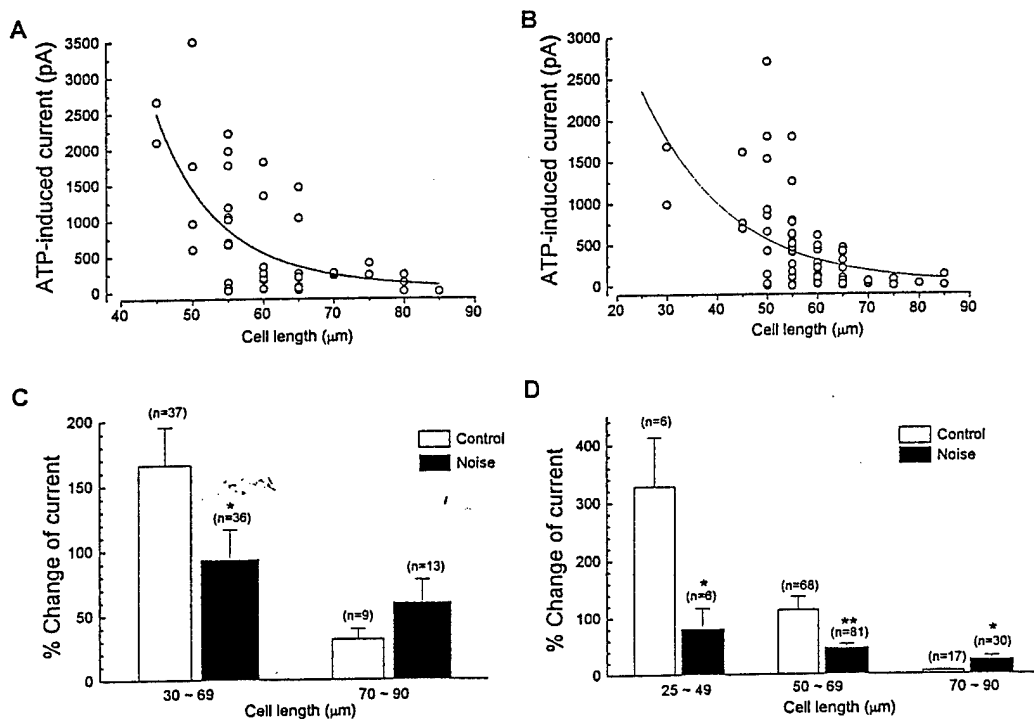 A
ATP-induced current (pA)
3500
3000
2500
2000
1500
1000
500
0
40 50 60 70 80 90
Cell length (μm)
B
ATP-induced current (pA)
3000
2500
2000
1500
1000
500
0
20 30 40 50 60 70 80 90
Cell length (μm)
C
% Change of current
200
150
100
50
0
(n=37)
*
(n=36)
(n=9)
(n=13)
Control
Noise
30 ~ 69 70 ~ 90
Cell length (μm)
D
% Change of current
400
300
200
100
0
(n=6)
*
(n=6)
(n=68)
**
(n=81)
(n=17)
*
(n=30)
Control
Noise
25 ~ 49 50 ~ 69 70 ~ 90
Cell length (μm)